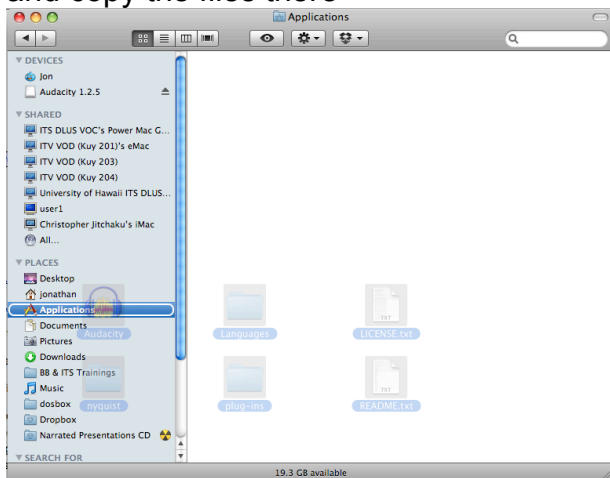 and copy the files there
Applications
DEVICES
Jon
Audacity 1.2.5
SHARED
ITS DLUS VOC's Power Mac G...
ITV VOD (Kuy 201)'s eMac
ITV VOD (Kuy 203)
ITV VOD (Kuy 204)
University of Hawaii ITS DLUS...
user1
Christopher Jitchaku's iMac
All...
PLACES
Desktop
jonathan
Applications
Documents
Audacity Languages LICENSE.txt
Pictures
Downloads
BB & ITS Trainings
Music
dosbox
nyquist plug-ins README.txt
Dropbox
Narrated Presentations CD
SEARCH FOR
19.3 GB available